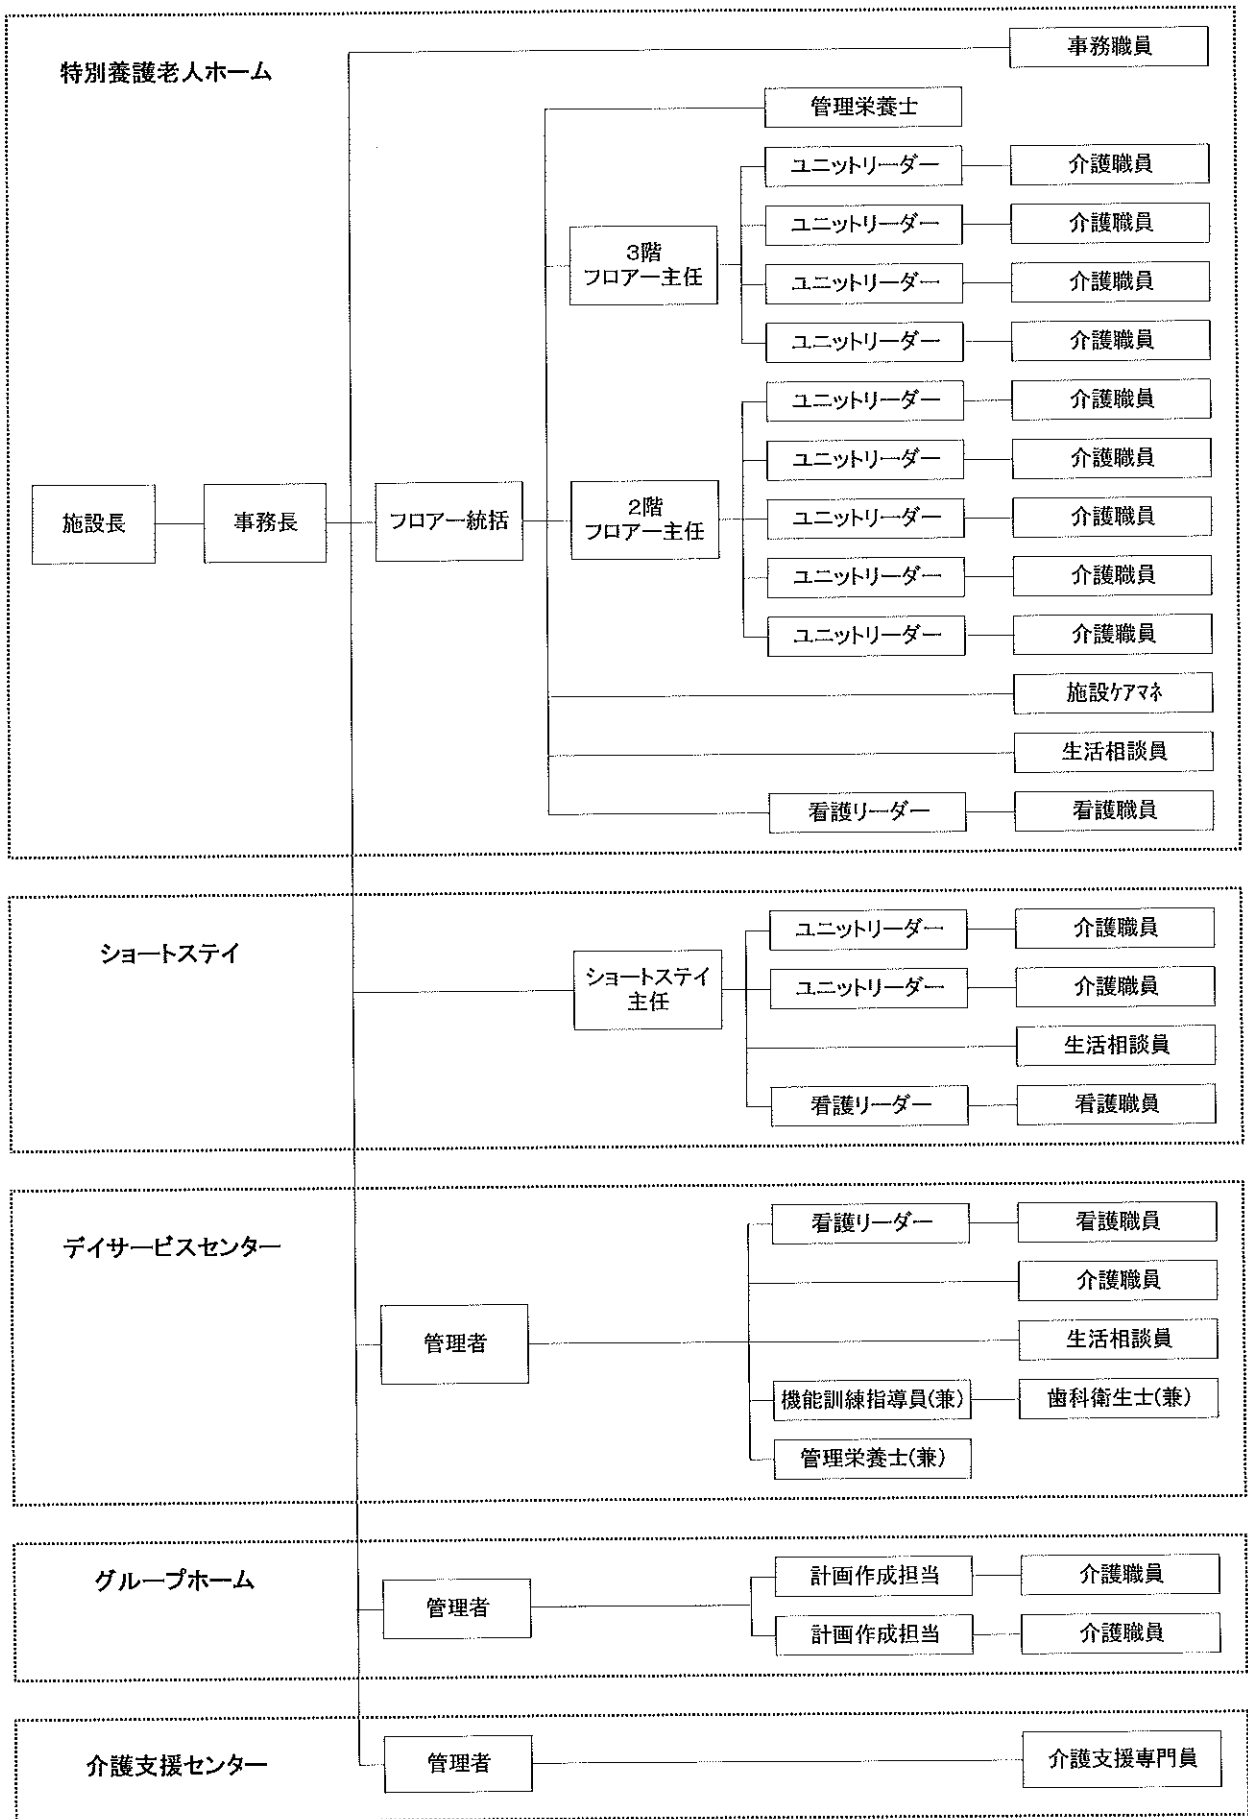 特別養護老人ホーム
事務職員
管理栄養士
ユニットリーダー
介護職員
ユニットリーダー
介護職員
3階
フロアー主任
ユニットリーダー
介護職員
ユニットリーダー
介護職員
ユニットリーダー
介護職員
ユニットリーダー
介護職員
施設長
事務長
フロアー統括
2階
フロアー主任
ユニットリーダー
介護職員
ユニットリーダー
介護職員
ユニットリーダー
介護職員
施設ケアマネ
生活相談員
看護リーダー
看護職員
ショートステイ
ショートステイ
主任
ユニットリーダー
介護職員
ユニットリーダー
介護職員
生活相談員
看護リーダー
看護職員
デイサービスセンター
管理者
看護リーダー
看護職員
介護職員
生活相談員
機能訓練指導員(兼)
歯科衛生士(兼)
管理栄養士(兼)
グループホーム
管理者
計画作成担当
介護職員
計画作成担当
介護職員
介護支援センター
管理者
介護支援専門員